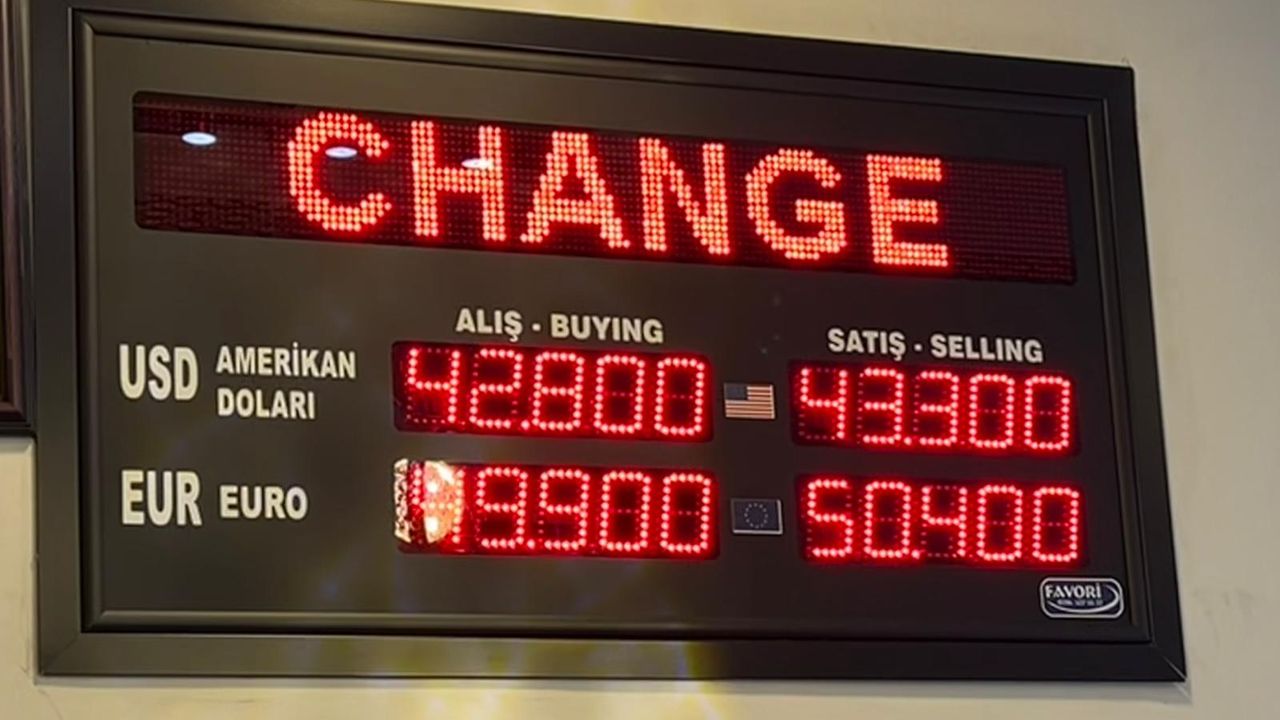 CHANGE
ALIŞ - BUYING
SATIŞ - SELLING
USD AMERİKAN DOLARI
42.800
43.300
EUR EURO
9.900
50.400
FAVORİ